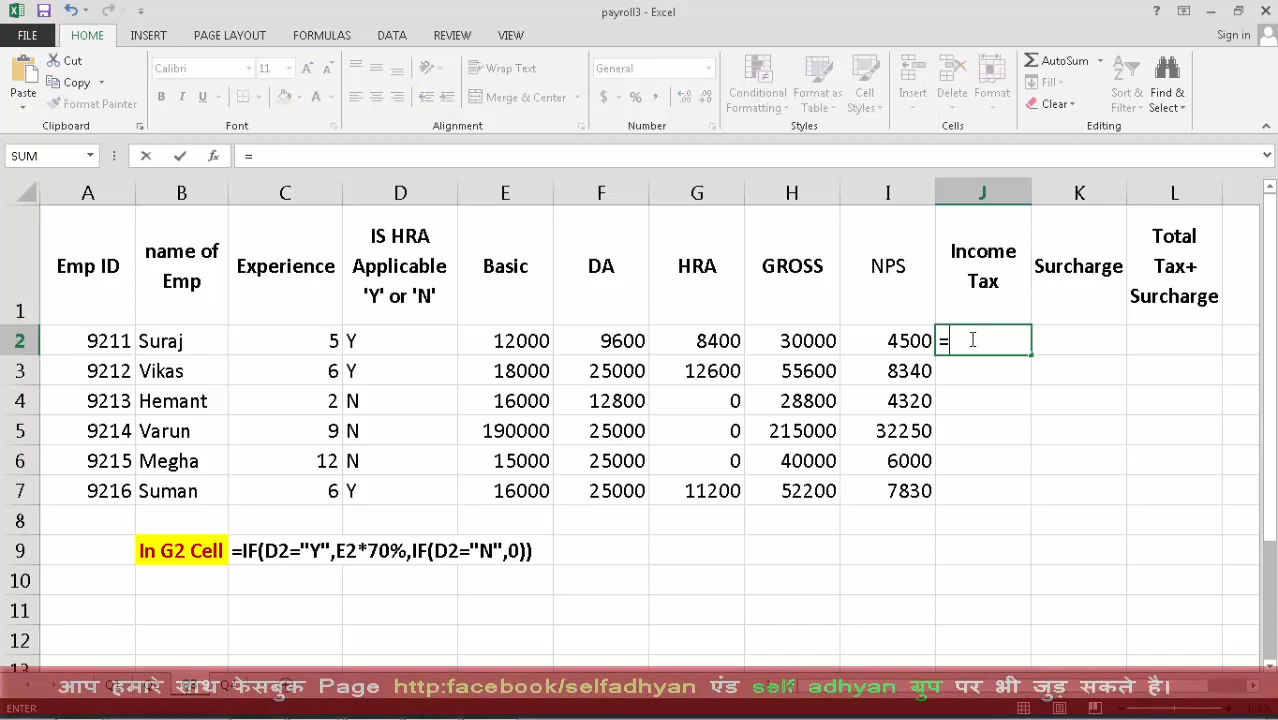 payroll3 - Excel
FILE HOME INSERT PAGE LAYOUT FORMULAS DATA REVIEW VIEW Sign in
Paste Cut Copy Format Painter Clipboard
Calibri 11 B I U A Font
Wrap Text Merge & Center Alignment
General $ % , Number
Conditional Formatting Format as Table Cell Styles Styles
Insert Delete Format Cells
AutoSum Fill Clear Sort & Filter Find & Select Editing
SUM fx =
A B C D E F G H I J K L
1 Emp ID name of Emp Experience IS HRA Applicable 'Y' or 'N' Basic DA HRA GROSS NPS Income Tax Surcharge Total Tax+ Surcharge
2 9211 Suraj 5 Y 12000 9600 8400 30000 4500 =
3 9212 Vikas 6 Y 18000 25000 12600 55600 8340
4 9213 Hemant 2 N 16000 12800 0 28800 4320
5 9214 Varun 9 N 190000 25000 0 215000 32250
6 9215 Megha 12 N 15000 25000 0 40000 6000
7 9216 Suman 6 Y 16000 25000 11200 52200 7830
8
9 In G2 Cell =IF(D2="Y",E2*70%,IF(D2="N",0))
10
11
12
13
आप हमारे साथ फेसबुक Page http:facebook/selfadhyan एंड self adhyan ग्रुप पर भी जुड़ सकते है।
ENTER